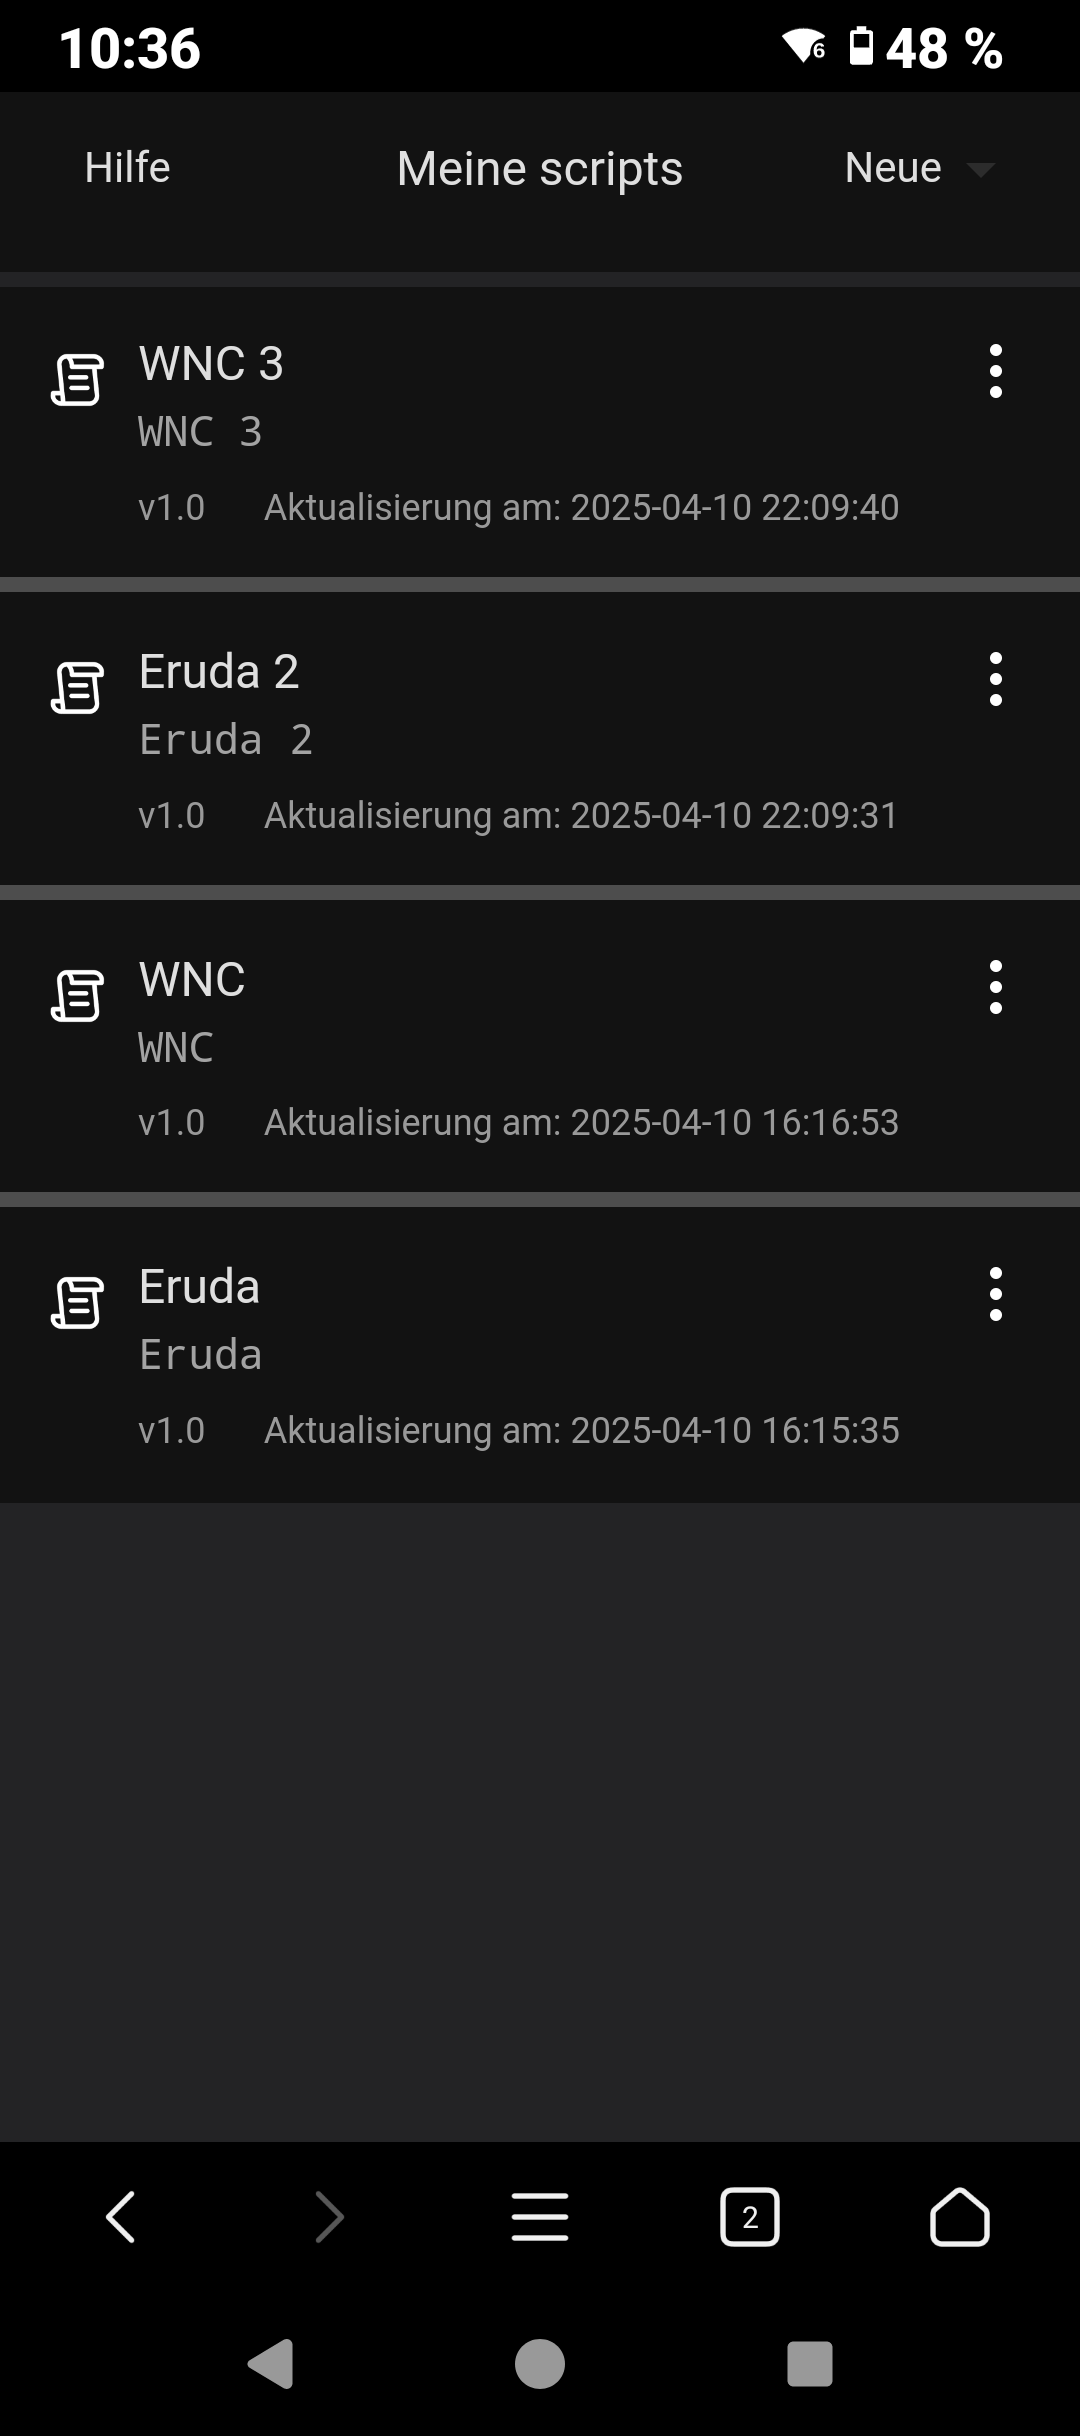 10:36
6
48 %
Hilfe
Meine scripts
Neue
WNC 3
WNC 3
v1.0 Aktualisierung am: 2025-04-10 22:09:40
Eruda 2
Eruda 2
v1.0 Aktualisierung am: 2025-04-10 22:09:31
WNC
WNC
v1.0 Aktualisierung am: 2025-04-10 16:16:53
Eruda
Eruda
v1.0 Aktualisierung am: 2025-04-10 16:15:35
2